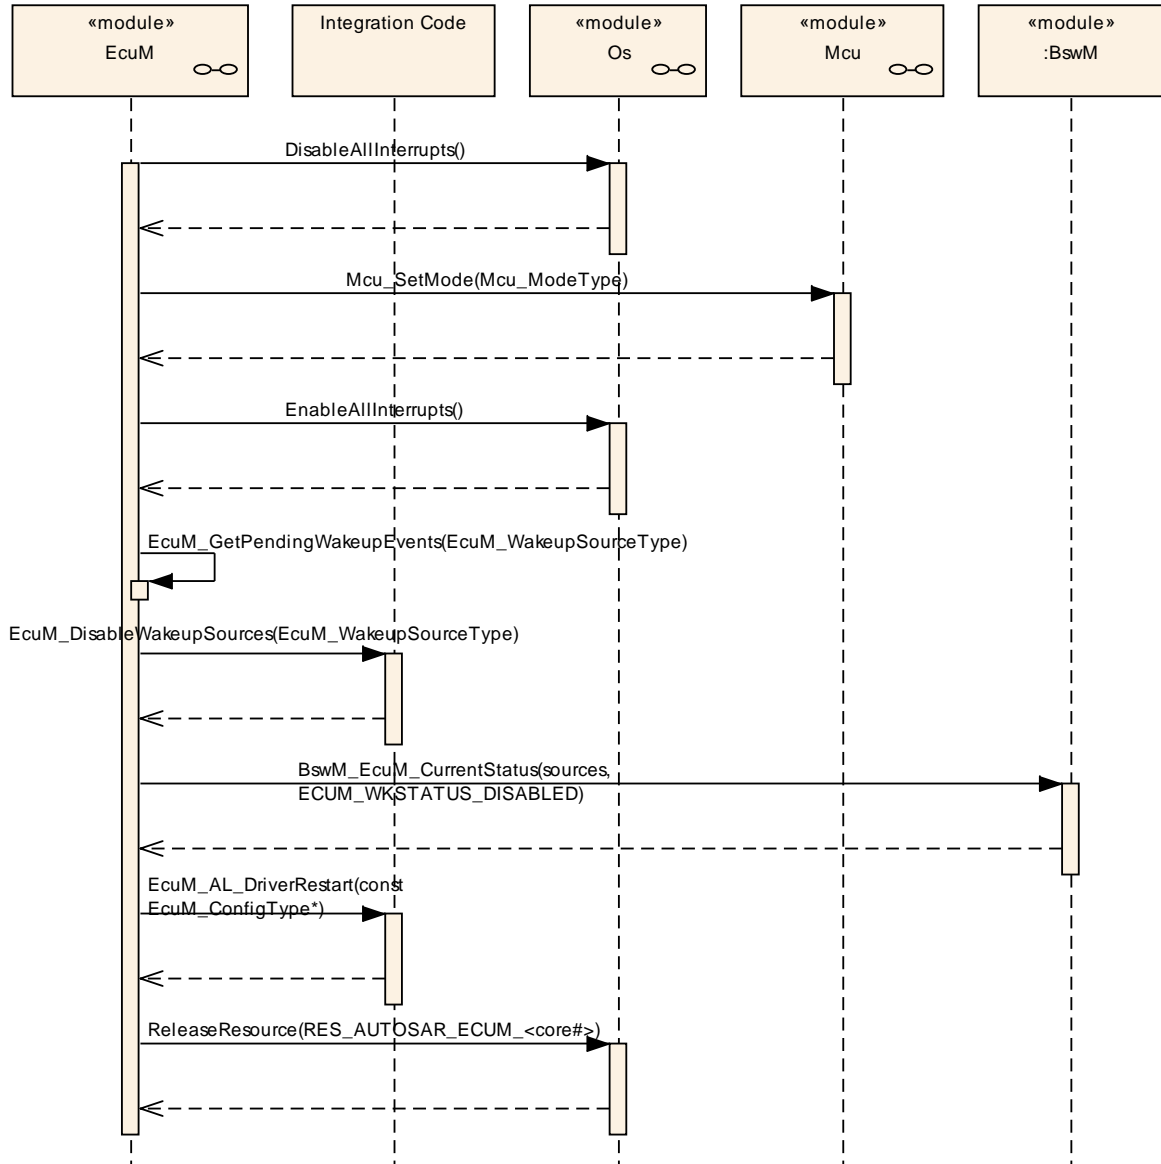 «module»
EcuM
Integration Code
«module»
Os
«module»
Mcu
«module»
:BswM
DisableAllInterrupts()
Mcu_SetMode(Mcu_ModeType)
EnableAllInterrupts()
EcuM_GetPendingWakeupEvents(EcuM_WakeupSourceType)
EcuM_DisableWakeupSources(EcuM_WakeupSourceType)
BswM_EcuM_CurrentStatus(sources,
ECUM_WKSTATUS_DISABLED)
EcuM_AL_DriverRestart(const
EcuM_ConfigType*)
ReleaseResource(RES_AUTOSAR_ECUM_<core#>)